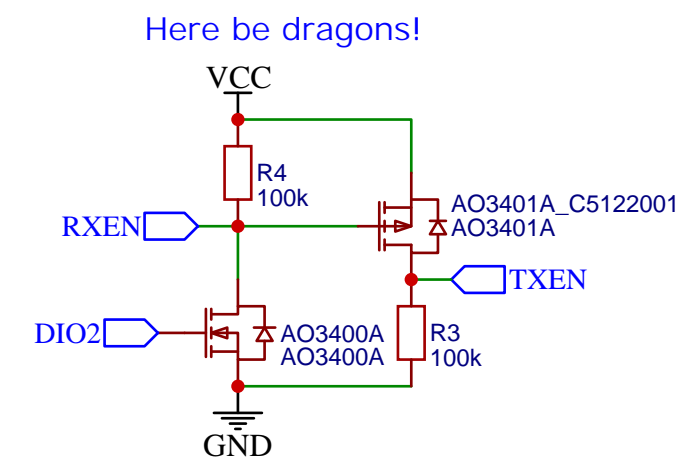 Here be dragons!
VCC
R4
100k
AO3401A_C5122001
AO3401A
RXEN
TXEN
DIO2
AO3400A
AO3400A
R3
100k
GND